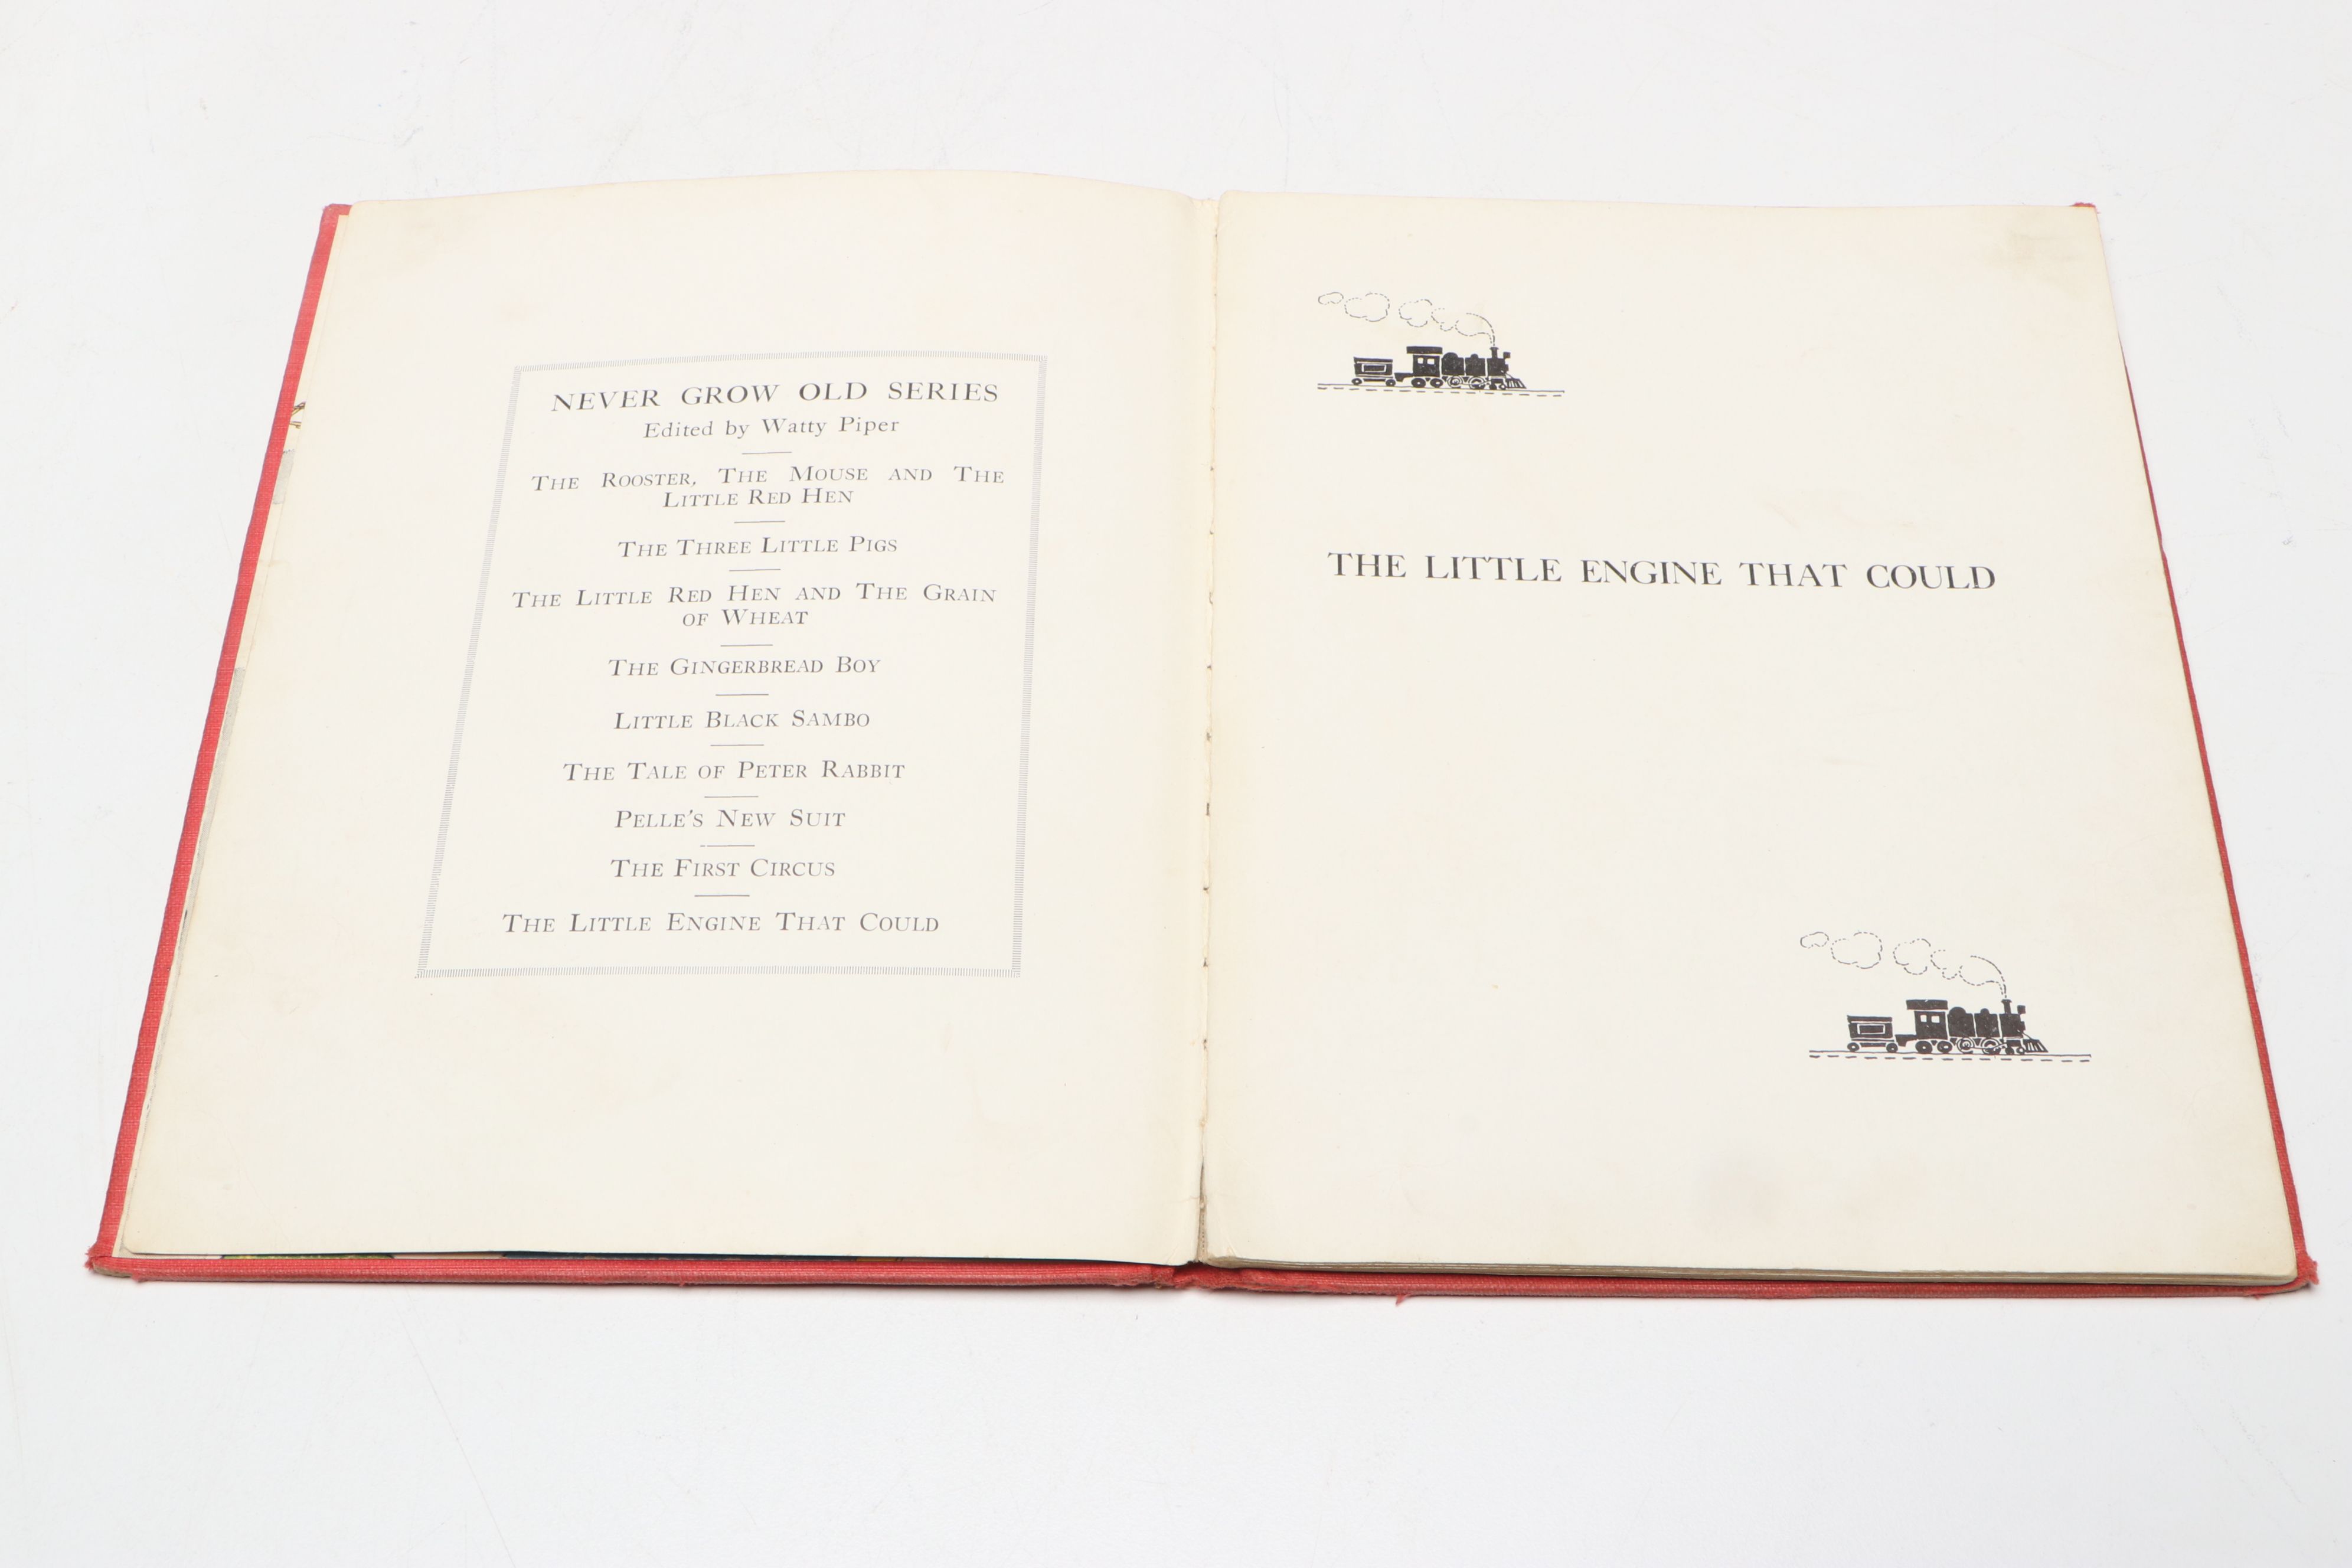 NEVER GROW OLD SERIES
Edited by Watty Piper
THE ROOSTER, THE MOUSE AND THE
LITTLE RED HEN
THE THREE LITTLE PIGS
THE LITTLE RED HEN AND THE GRAIN
OF WHEAT
THE GINGERBREAD BOY
LITTLE BLACK SAMBO
THE TALE OF PETER RABBIT
PELLE'S NEW SUIT
THE FIRST CIRCUS
THE LITTLE ENGINE THAT COULD
THE LITTLE ENGINE THAT COULD